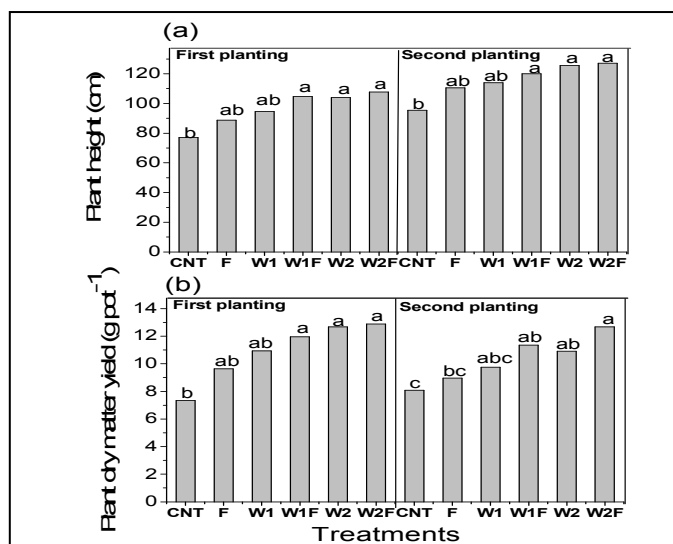 (a)
First planting
Second planting
Plant height (cm)
120
100
80
60
40
20
0
b ab ab a a a
b ab ab a a a
CNT F W1 W1F W2 W2F CNT F W1 W1F W2 W2F
(b)
First planting
Second planting
Plant dry matter yield (g pot⁻¹)
14
12
10
8
6
4
2
0
b ab ab a a a
c bc abc ab ab a
CNT F W1 W1F W2 W2F CNT F W1 W1F W2 W2F
Treatments